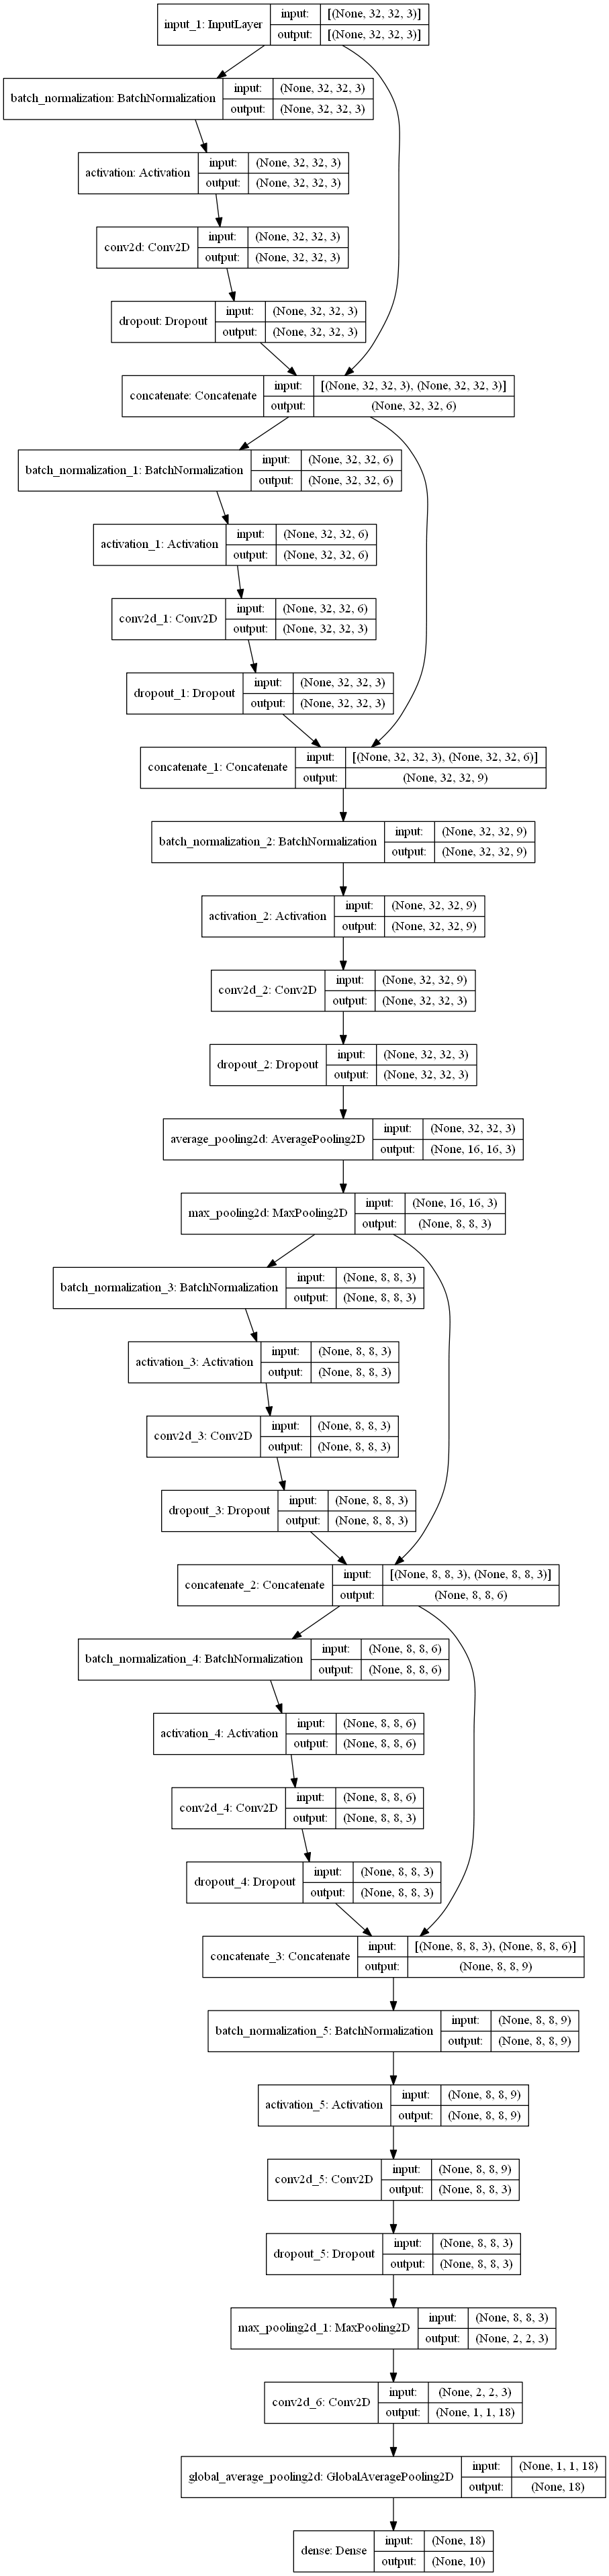 input_1: InputLayer
input: [(None, 32, 32, 3)]
output: [(None, 32, 32, 3)]
batch_normalization: BatchNormalization
input: (None, 32, 32, 3)
output: (None, 32, 32, 3)
activation: Activation
input: (None, 32, 32, 3)
output: (None, 32, 32, 3)
conv2d: Conv2D
input: (None, 32, 32, 3)
output: (None, 32, 32, 3)
dropout: Dropout
input: (None, 32, 32, 3)
output: (None, 32, 32, 3)
concatenate: Concatenate
input: [(None, 32, 32, 3), (None, 32, 32, 3)]
output: (None, 32, 32, 6)
batch_normalization_1: BatchNormalization
input: (None, 32, 32, 6)
output: (None, 32, 32, 6)
activation_1: Activation
input: (None, 32, 32, 6)
output: (None, 32, 32, 6)
conv2d_1: Conv2D
input: (None, 32, 32, 6)
output: (None, 32, 32, 3)
dropout_1: Dropout
input: (None, 32, 32, 3)
output: (None, 32, 32, 3)
concatenate_1: Concatenate
input: [(None, 32, 32, 3), (None, 32, 32, 6)]
output: (None, 32, 32, 9)
batch_normalization_2: BatchNormalization
input: (None, 32, 32, 9)
output: (None, 32, 32, 9)
activation_2: Activation
input: (None, 32, 32, 9)
output: (None, 32, 32, 9)
conv2d_2: Conv2D
input: (None, 32, 32, 9)
output: (None, 32, 32, 3)
dropout_2: Dropout
input: (None, 32, 32, 3)
output: (None, 32, 32, 3)
average_pooling2d: AveragePooling2D
input: (None, 32, 32, 3)
output: (None, 16, 16, 3)
max_pooling2d: MaxPooling2D
input: (None, 16, 16, 3)
output: (None, 8, 8, 3)
batch_normalization_3: BatchNormalization
input: (None, 8, 8, 3)
output: (None, 8, 8, 3)
activation_3: Activation
input: (None, 8, 8, 3)
output: (None, 8, 8, 3)
conv2d_3: Conv2D
input: (None, 8, 8, 3)
output: (None, 8, 8, 3)
dropout_3: Dropout
input: (None, 8, 8, 3)
output: (None, 8, 8, 3)
concatenate_2: Concatenate
input: [(None, 8, 8, 3), (None, 8, 8, 3)]
output: (None, 8, 8, 6)
batch_normalization_4: BatchNormalization
input: (None, 8, 8, 6)
output: (None, 8, 8, 6)
activation_4: Activation
input: (None, 8, 8, 6)
output: (None, 8, 8, 6)
conv2d_4: Conv2D
input: (None, 8, 8, 6)
output: (None, 8, 8, 3)
dropout_4: Dropout
input: (None, 8, 8, 3)
output: (None, 8, 8, 3)
concatenate_3: Concatenate
input: [(None, 8, 8, 3), (None, 8, 8, 6)]
output: (None, 8, 8, 9)
batch_normalization_5: BatchNormalization
input: (None, 8, 8, 9)
output: (None, 8, 8, 9)
activation_5: Activation
input: (None, 8, 8, 9)
output: (None, 8, 8, 9)
conv2d_5: Conv2D
input: (None, 8, 8, 9)
output: (None, 8, 8, 3)
dropout_5: Dropout
input: (None, 8, 8, 3)
output: (None, 8, 8, 3)
max_pooling2d_1: MaxPooling2D
input: (None, 8, 8, 3)
output: (None, 2, 2, 3)
conv2d_6: Conv2D
input: (None, 2, 2, 3)
output: (None, 1, 1, 18)
global_average_pooling2d: GlobalAveragePooling2D
input: (None, 1, 1, 18)
output: (None, 18)
dense: Dense
input: (None, 18)
output: (None, 10)